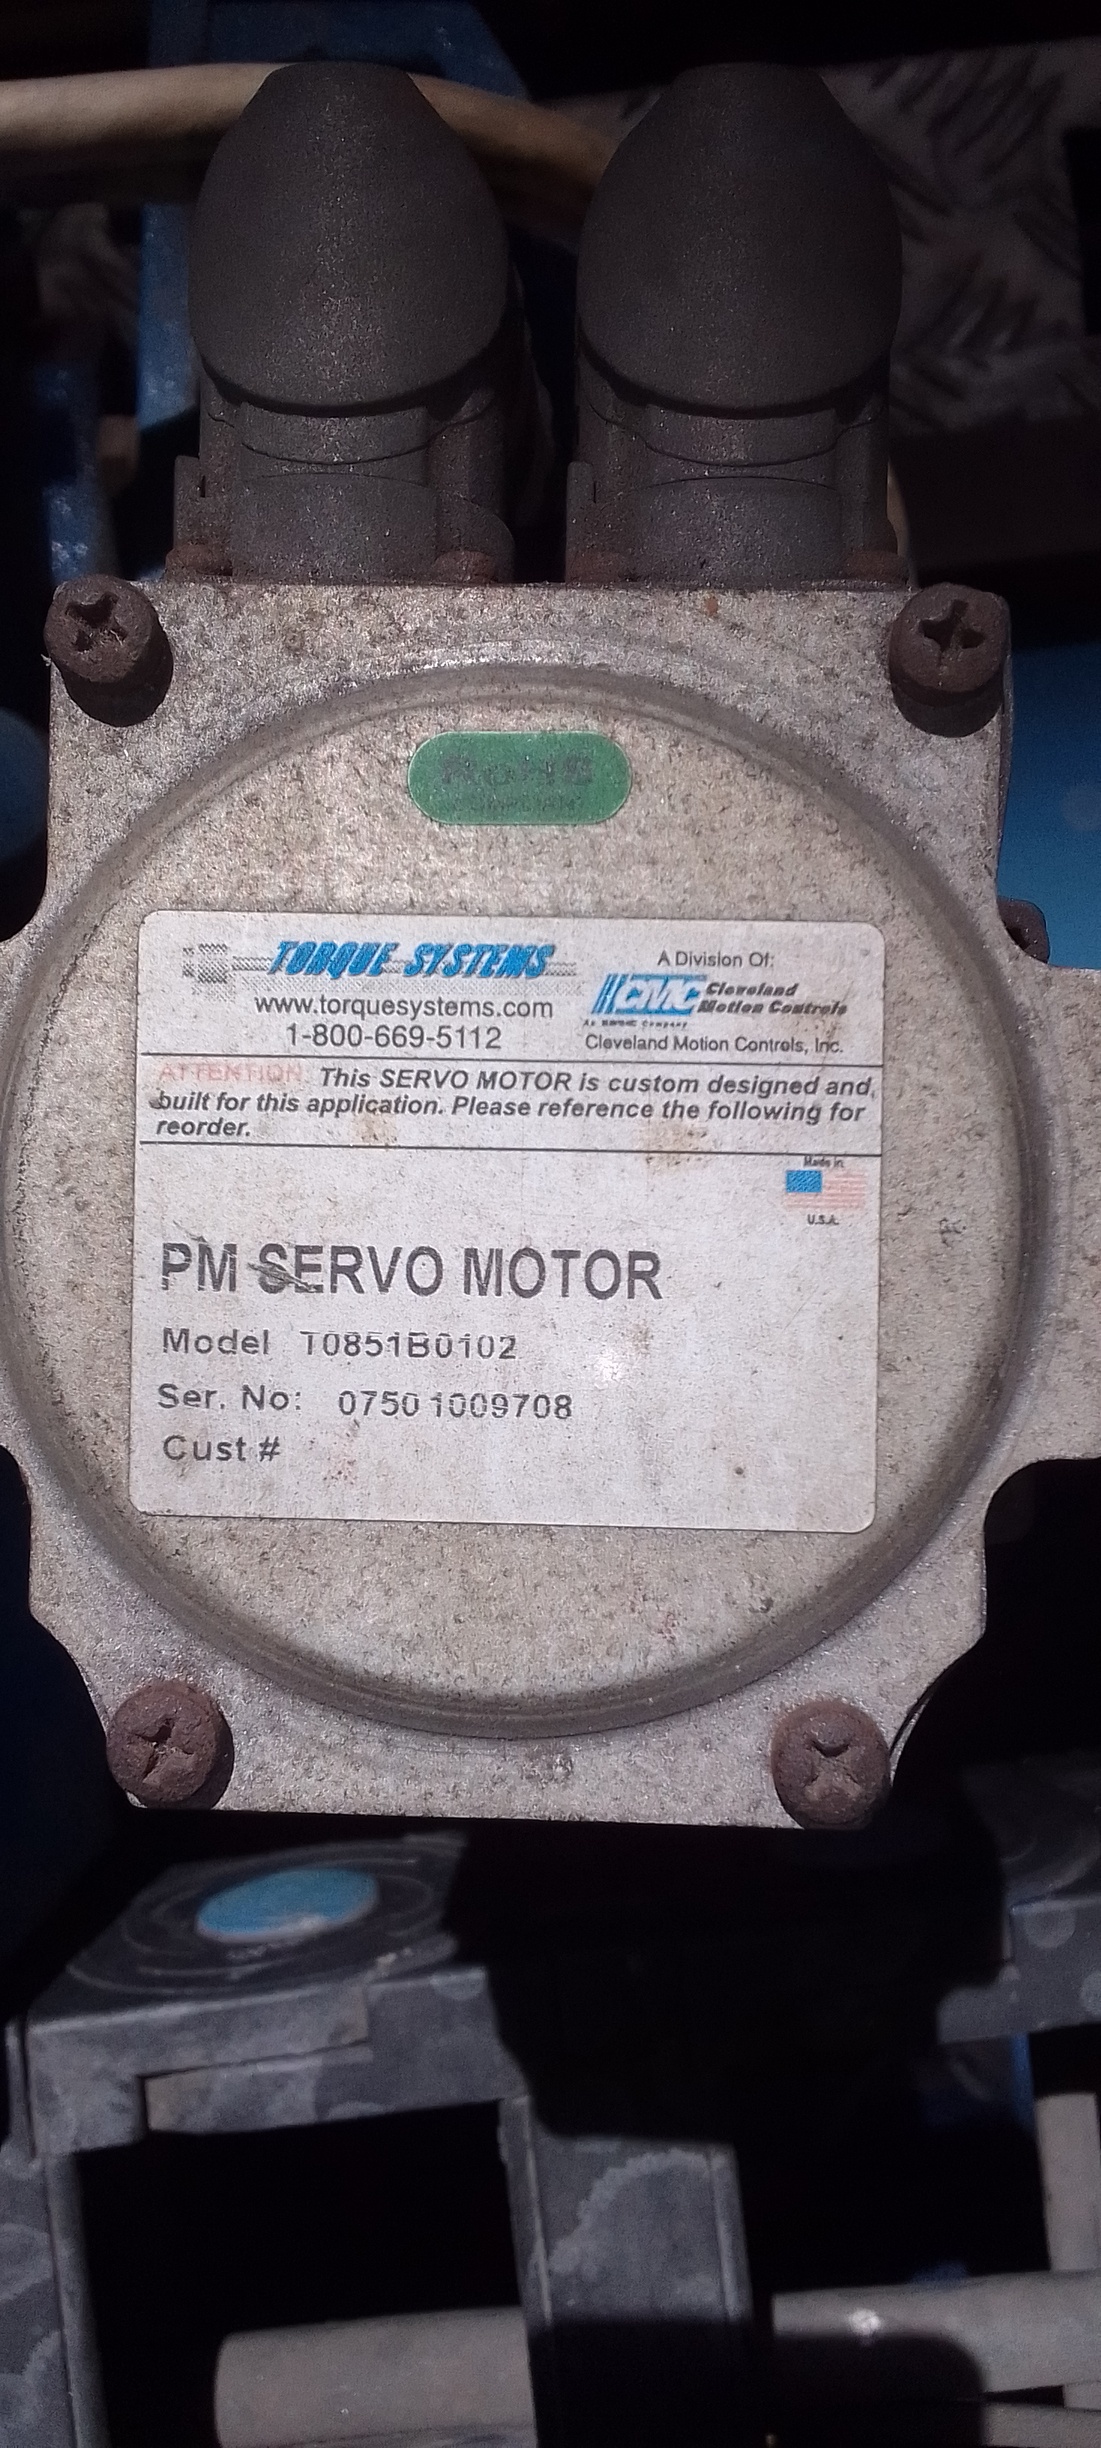 RoHS
COMPLIANT
TORQUE SYSTEMS
www.torquesystems.com
1-800-669-5112
A Division Of:
CMC Cleveland
Motion Controls
Cleveland Motion Controls, Inc.
ATTENTION: This SERVO MOTOR is custom designed and
built for this application. Please reference the following for
reorder.
Made in
U.S.A.
PM SERVO MOTOR
Model T0851B0102
Ser. No: 07501009708
Cust #